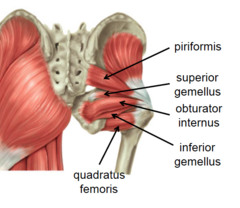 piriformis
superior
gemellus
obturator
internus
inferior
gemellus
quadratus
femoris